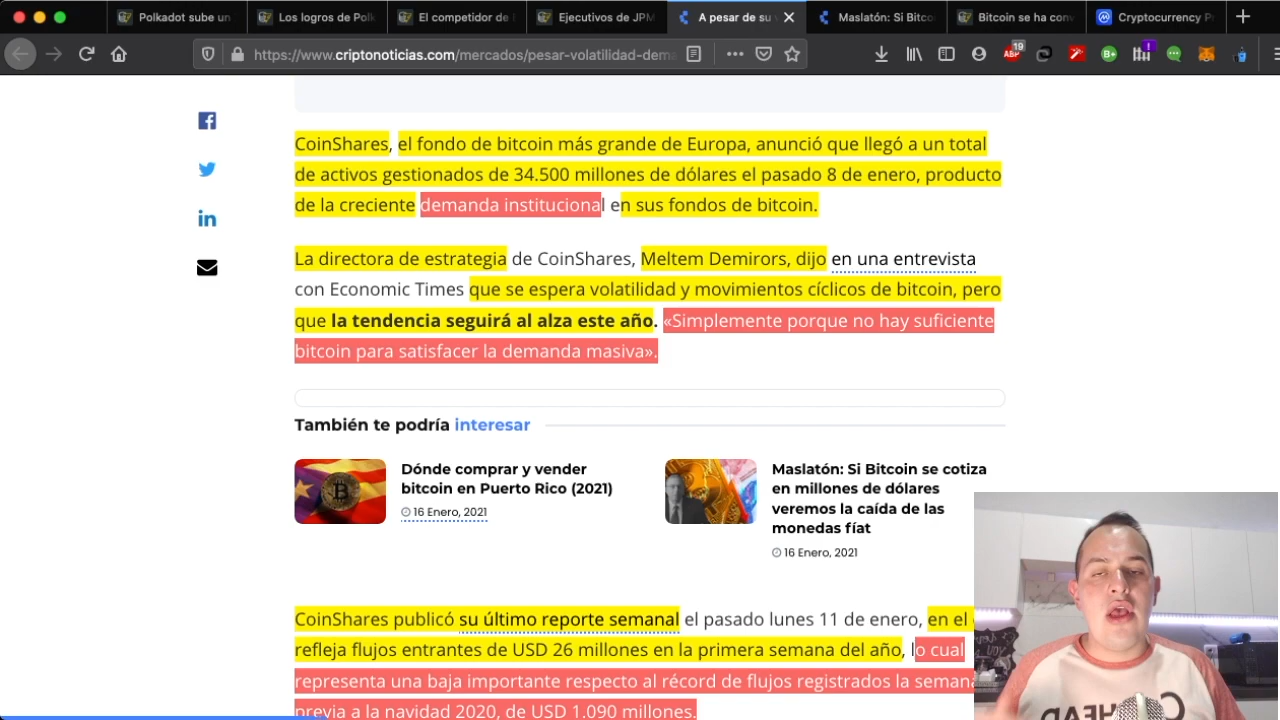 Polkadot sube un
Los logros de Polk
El competidor de
Ejecutivos de JPM
A pesar de su v
Maslatón: Si Bitco
Bitcoin se ha conv
Cryptocurrency Pr
https://www.criptonoticias.com/mercados/pesar-volatilidad-dema
ABP 19
B+
CoinShares, el fondo de bitcoin más grande de Europa, anunció que llegó a un total
de activos gestionados de 34.500 millones de dólares el pasado 8 de enero, producto
de la creciente demanda institucional en sus fondos de bitcoin.
La directora de estrategia de CoinShares, Meltem Demirors, dijo en una entrevista
con Economic Times que se espera volatilidad y movimientos cíclicos de bitcoin, pero
que la tendencia seguirá al alza este año. «Simplemente porque no hay suficiente
bitcoin para satisfacer la demanda masiva».
También te podría interesar
Dónde comprar y vender
bitcoin en Puerto Rico (2021)
16 Enero, 2021
Maslatón: Si Bitcoin se cotiza
en millones de dólares
veremos la caída de las
monedas fíat
16 Enero, 2021
CoinShares publicó su último reporte semanal el pasado lunes 11 de enero, en el
refleja flujos entrantes de USD 26 millones en la primera semana del año, lo cual
representa una baja importante respecto al récord de flujos registrados la semana
previa a la navidad 2020, de USD 1.090 millones.